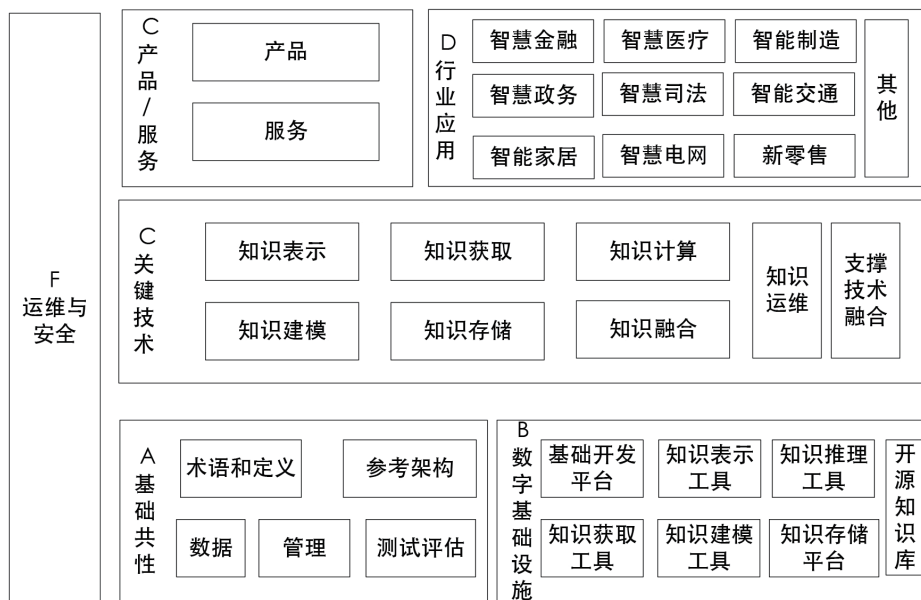 F
运维与
安全
C
产
品
/
服
务
产品
服务
D
行
业
应
用
智慧金融
智慧医疗
智能制造
智慧政务
智慧司法
智能交通
智能家居
智慧电网
新零售
其
他
C
关
键
技
术
知识表示
知识获取
知识计算
知识建模
知识存储
知识融合
知识
运维
支撑
技术
融合
A
基
础
共
性
术语和定义
参考架构
数据
管理
测试评估
B
数
字
基
础
设
施
基础开发
平台
知识表示
工具
知识推理
工具
知识获取
工具
知识建模
工具
知识存储
平台
开
源
知
识
库